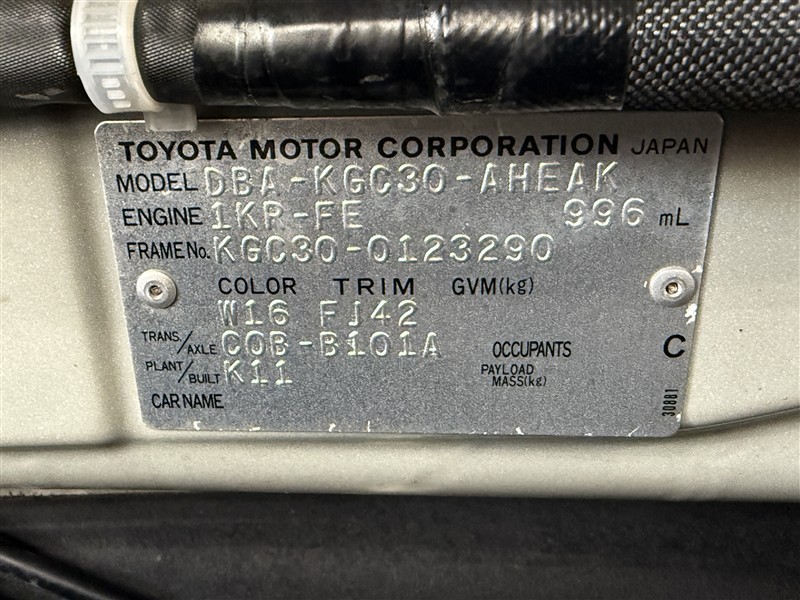 TOYOTA MOTOR CORPORATION JAPAN
MODEL DBA-KGC30-AHEAK
ENGINE 1KR-FE 996 mL
FRAME No. KGC30-0123290
COLOR TRIM GVM(kg)
W16 FJ42
TRANS./AXLE C0B-B101A OCCUPANTS C
PLANT/BUILT K11 PAYLOAD MASS(kg)
CAR NAME
30881